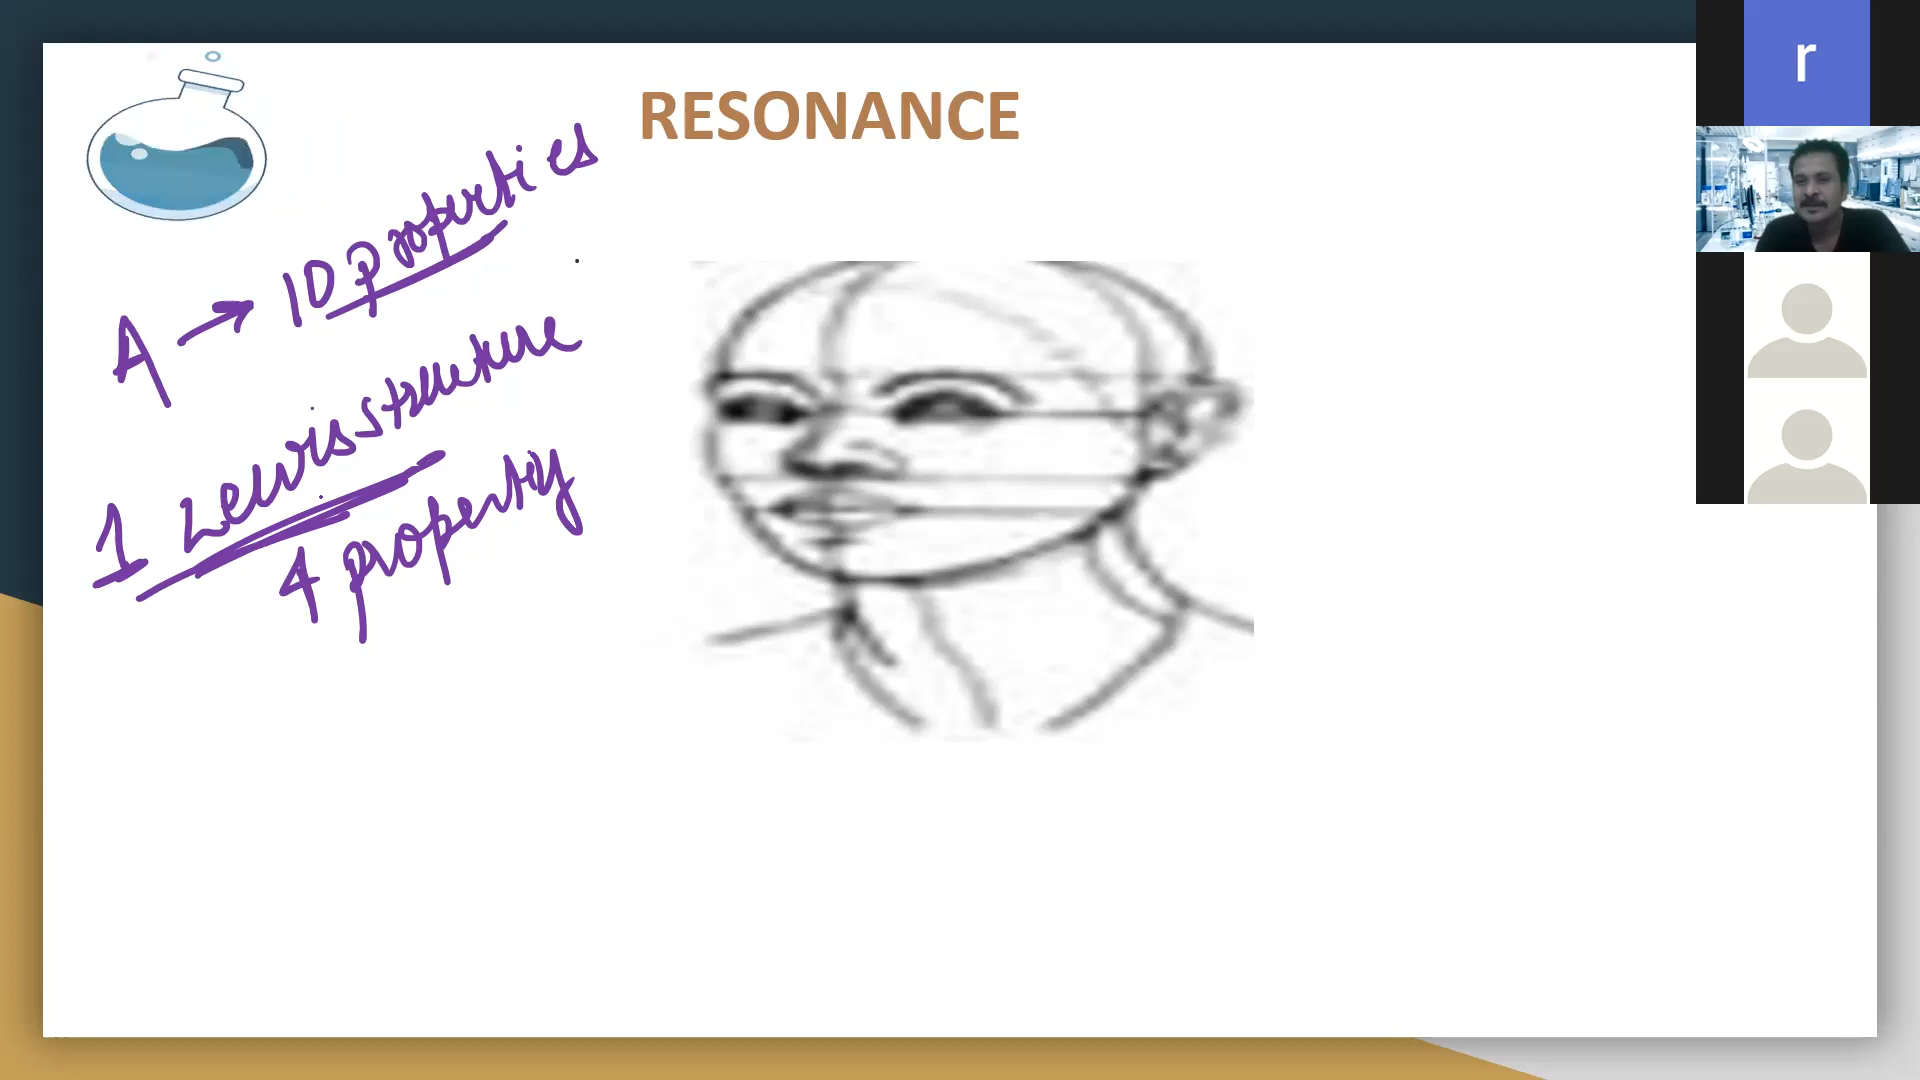 RESONANCE
r
A → 10 properties
1 Lewis structure
4 property